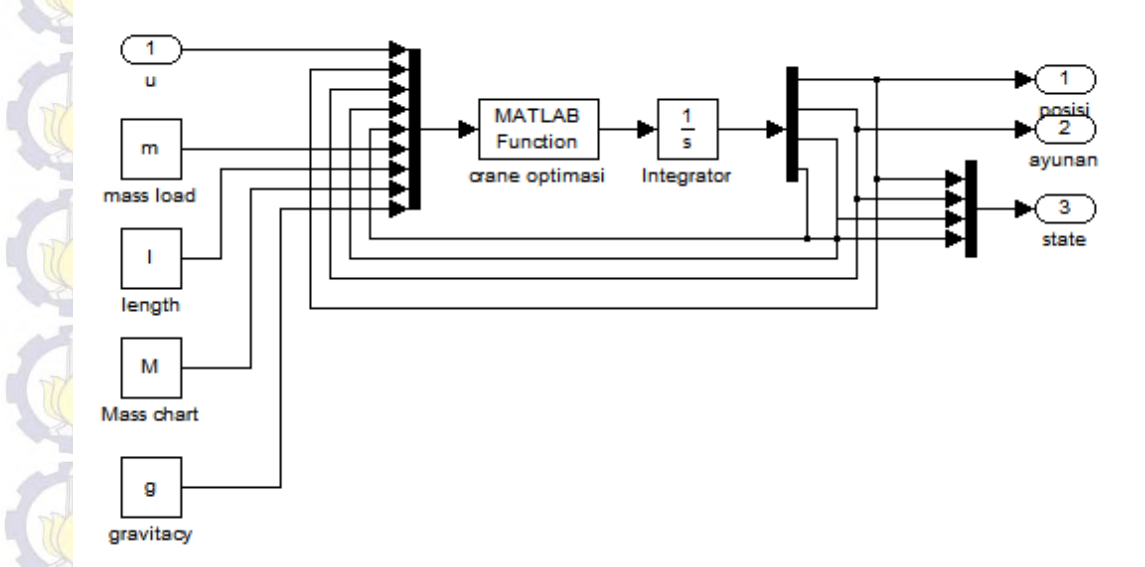 1
u
m
mass load
l
length
M
Mass chart
g
gravitacy
MATLAB
Function
crane optimasi
1
s
Integrator
1
posisi
2
ayunan
3
state